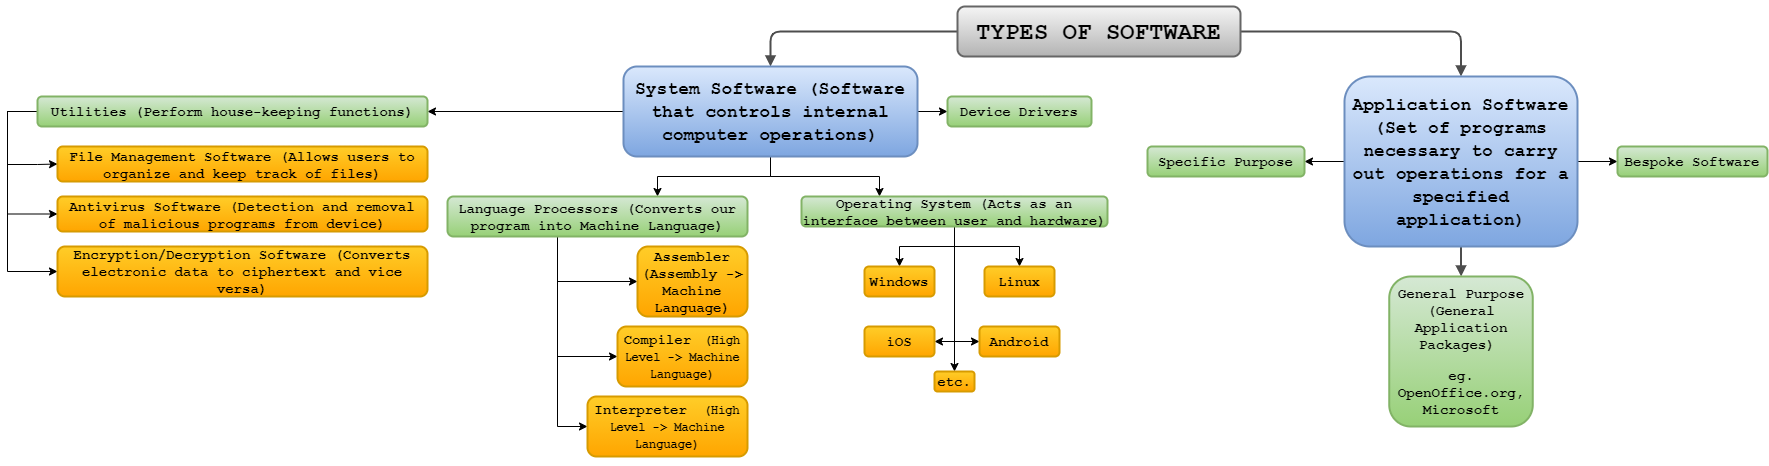 TYPES OF SOFTWARE
System Software (Software
that controls internal
computer operations)
Utilities (Perform house-keeping functions)
File Management Software (Allows users to
organize and keep track of files)
Antivirus Software (Detection and removal
of malicious programs from device)
Encryption/Decryption Software (Converts
electronic data to ciphertext and vice
versa)
Language Processors (Converts our
program into Machine Language)
Assembler
(Assembly ->
Machine
Language)
Compiler (High
Level -> Machine
Language)
Interpreter (High
Level -> Machine
Language)
Operating System (Acts as an
interface between user and hardware)
Windows
Linux
iOS
Android
etc.
Device Drivers
Application Software
(Set of programs
necessary to carry
out operations for a
specified
application)
Specific Purpose
Bespoke Software
General Purpose
(General
Application
Packages)
eg.
OpenOffice.org,
Microsoft